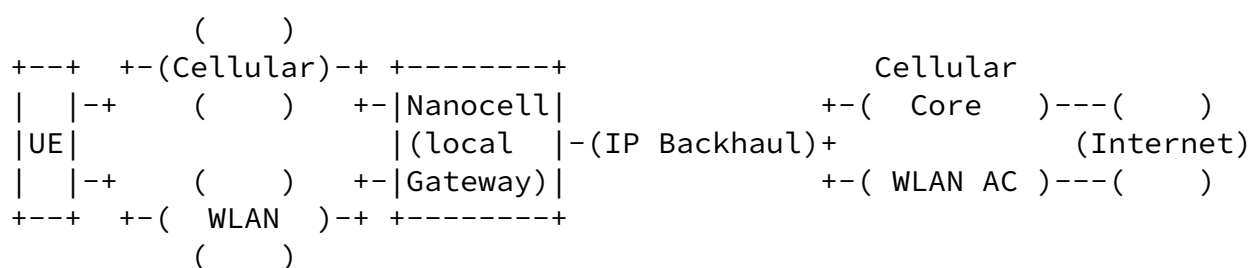 (      )
+--+  +-(Cellular)-+ +--------+                Cellular
|  |-+      (      )   +-|Nanocell|             +-(  Core   )---(      )
|UE|                     |(local  |-(IP Backhaul)+            (Internet)
|  |-+      (      )   +-|Gateway)|             +-( WLAN AC )---(      )
+--+  +-(  WLAN  )-+ +--------+
                (      )